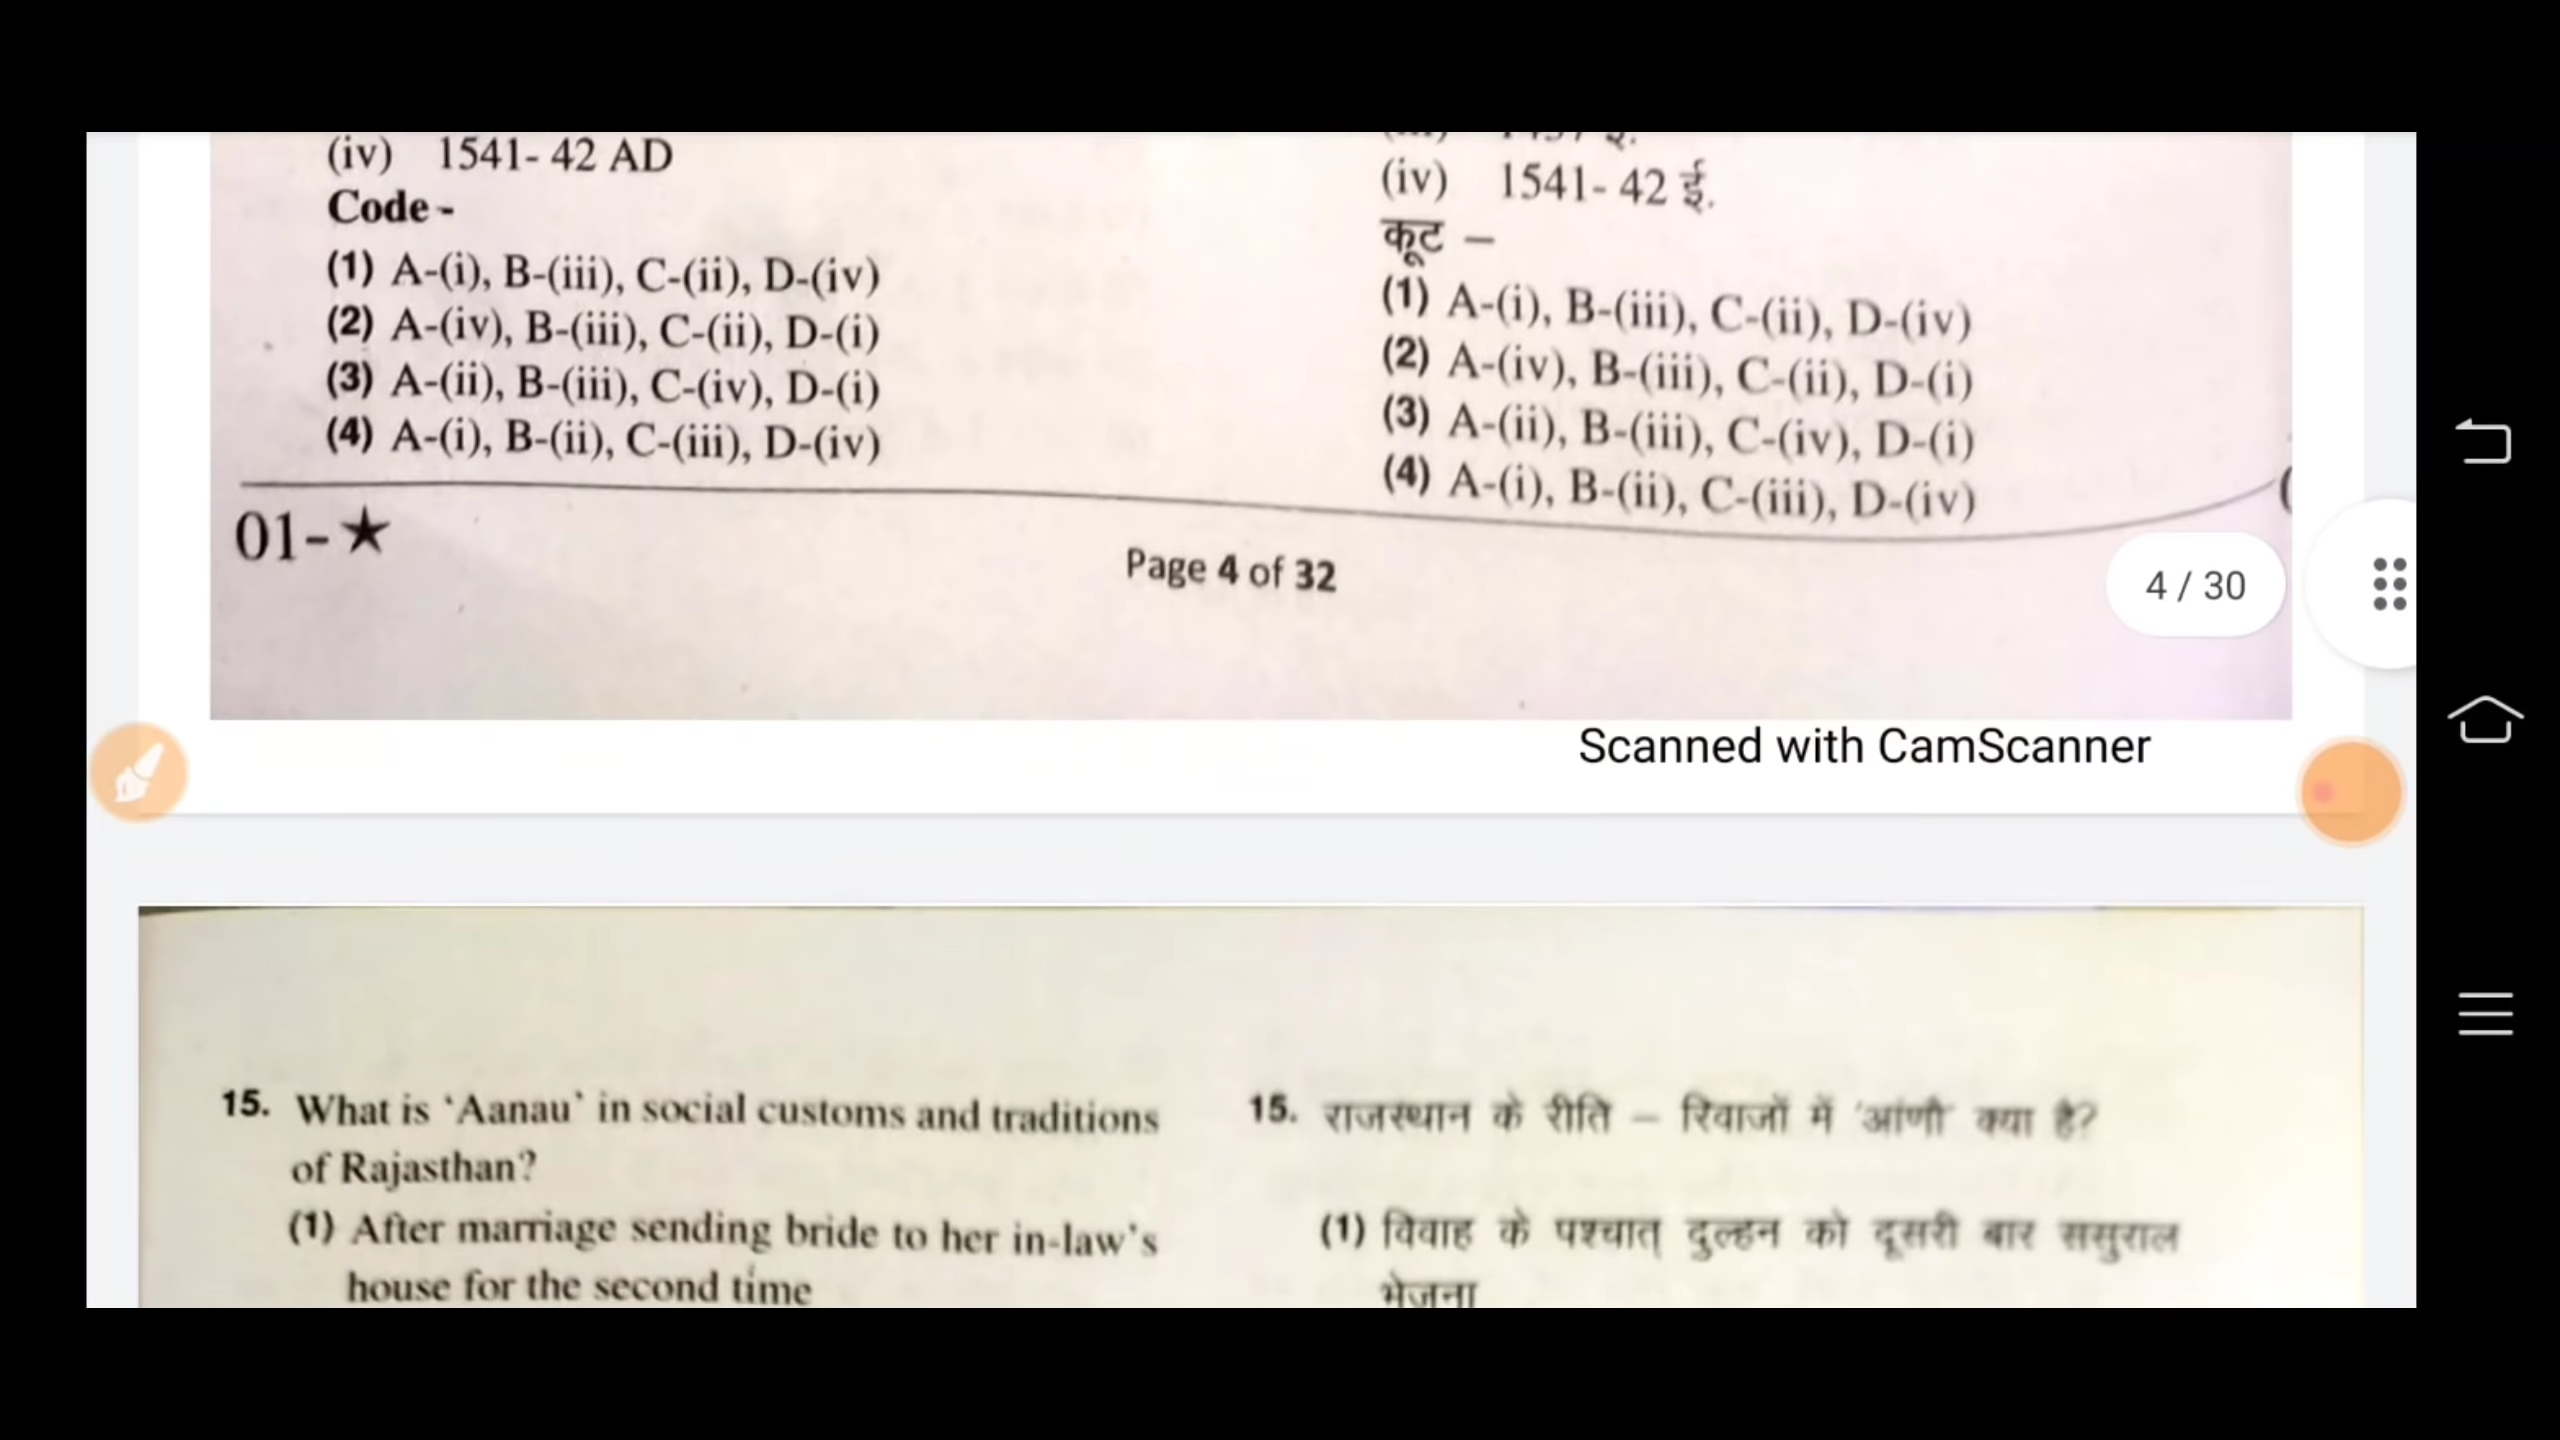 (iv) 1541- 42 AD
Code -
(1) A-(i), B-(iii), C-(ii), D-(iv)
(2) A-(iv), B-(iii), C-(ii), D-(i)
(3) A-(ii), B-(iii), C-(iv), D-(i)
(4) A-(i), B-(ii), C-(iii), D-(iv)
(iv) 1541- 42 ई.
कूट –
(1) A-(i), B-(iii), C-(ii), D-(iv)
(2) A-(iv), B-(iii), C-(ii), D-(i)
(3) A-(ii), B-(iii), C-(iv), D-(i)
(4) A-(i), B-(ii), C-(iii), D-(iv)
01-★
Page 4 of 32
4 / 30
Scanned with CamScanner
15. What is ‘Aanau’ in social customs and traditions
of Rajasthan?
(1) After marriage sending bride to her in-law’s
house for the second time
15. राजस्थान के रीति – रिवाजों में ‘आंणौ’ क्या है?
(1) विवाह के पश्चात् दुल्हन को दूसरी बार ससुराल
भेजना